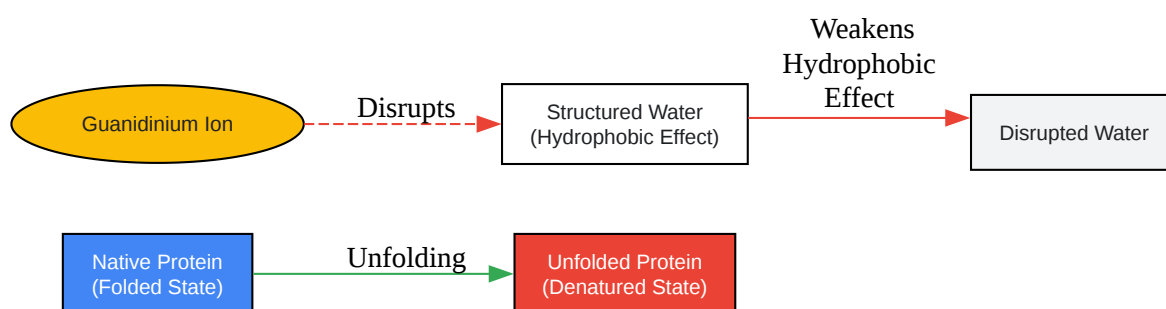 Weakens
Hydrophobic
Effect
Guanidinium Ion
Disrupts
Structured Water
(Hydrophobic Effect)
Disrupted Water
Native Protein
(Folded State)
Unfolding
Unfolded Protein
(Denatured State)